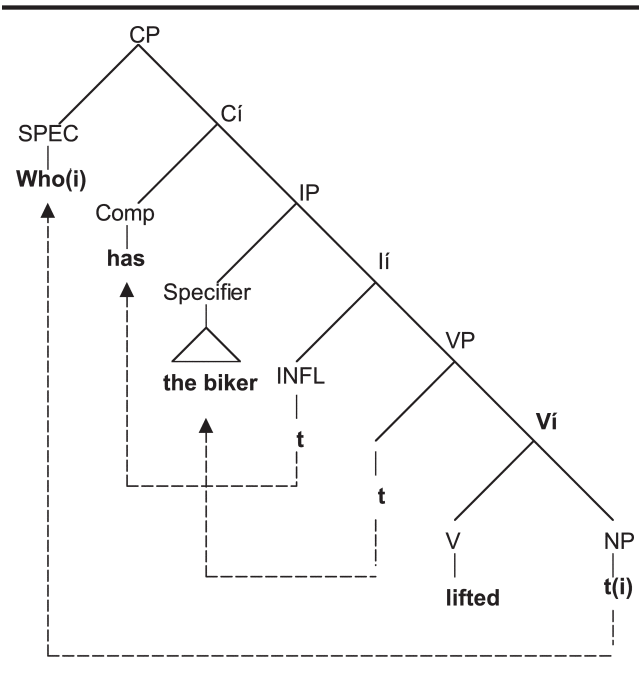 CP
SPEC
Cí
Who(i)
Comp
IP
has
Specifier
Ií
the biker
INFL
VP
t
Ví
t
V
NP
lifted
t(i)